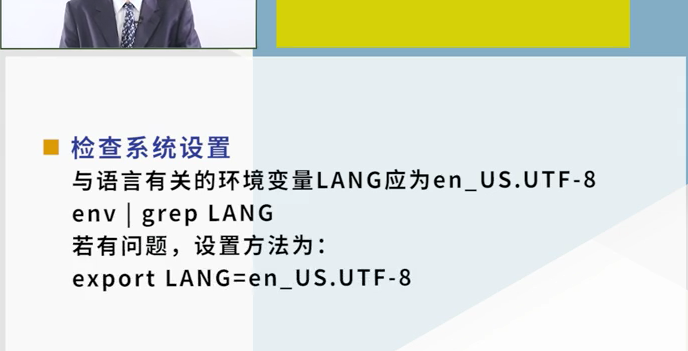 检查系统设置
与语言有关的环境变量LANG应为en_US.UTF-8
env | grep LANG
若有问题，设置方法为：
export LANG=en_US.UTF-8